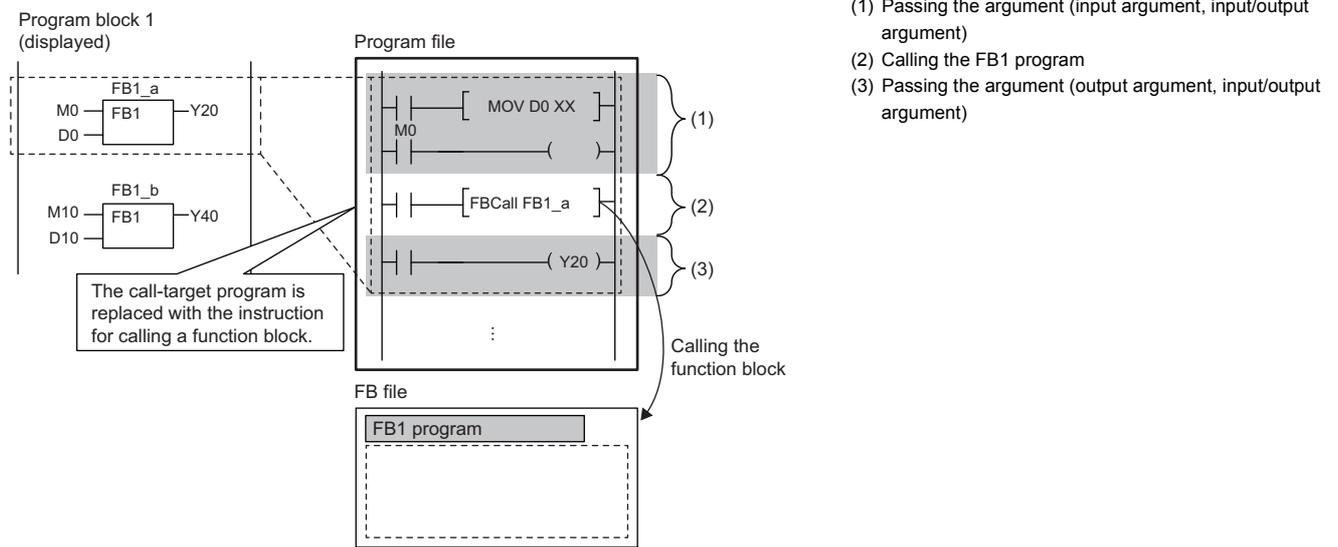 Program block 1
(displayed)
FB1_a
M0
FB1
Y20
D0
FB1_b
M10
FB1
Y40
D10
The call-target program is
replaced with the instruction
for calling a function block.
Program file
MOV D0 XX
M0
(1)
FBCall FB1_a
(2)
Y20
(3)
⋮
Calling the
function block
FB file
FB1 program
(1) Passing the argument (input argument, input/output
argument)
(2) Calling the FB1 program
(3) Passing the argument (output argument, input/output
argument)